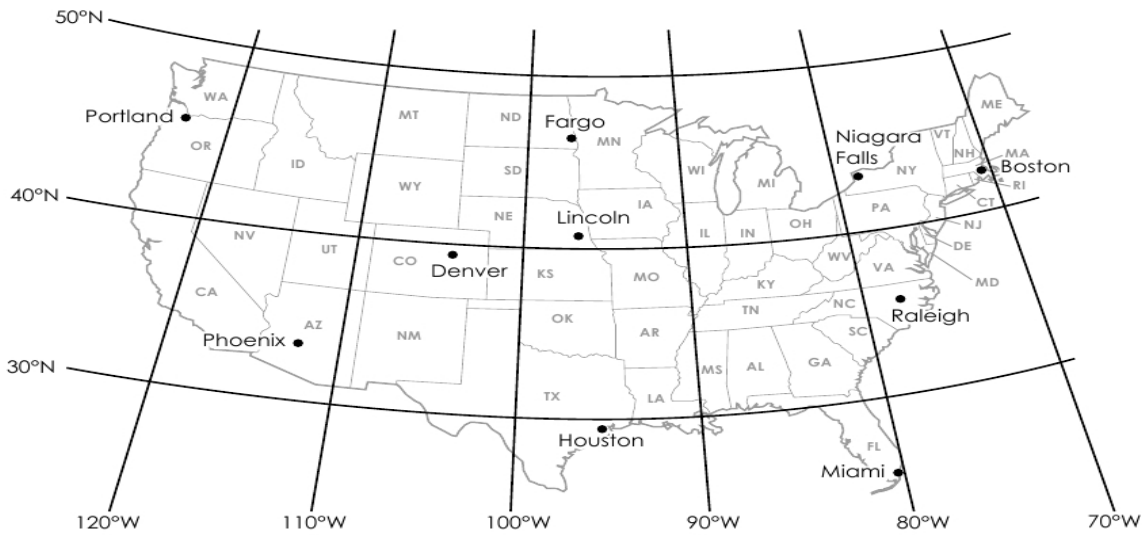 50°N
WA
MT
ND
ME
Portland
Fargo
MN
Niagara
Falls
VT
OR
NH
MA
Boston
ID
SD
WI
MI
NY
RI
WY
CT
40°N
NE
Lincoln
IA
PA
NV
UT
IL
IN
OH
NJ
CO
Denver
KS
MO
WV
VA
DE
KY
MD
CA
AZ
OK
TN
NC
Raleigh
Phoenix
NM
AR
SC
30°N
MS
AL
GA
TX
LA
Houston
FL
Miami
120°W
110°W
100°W
90°W
80°W
70°W